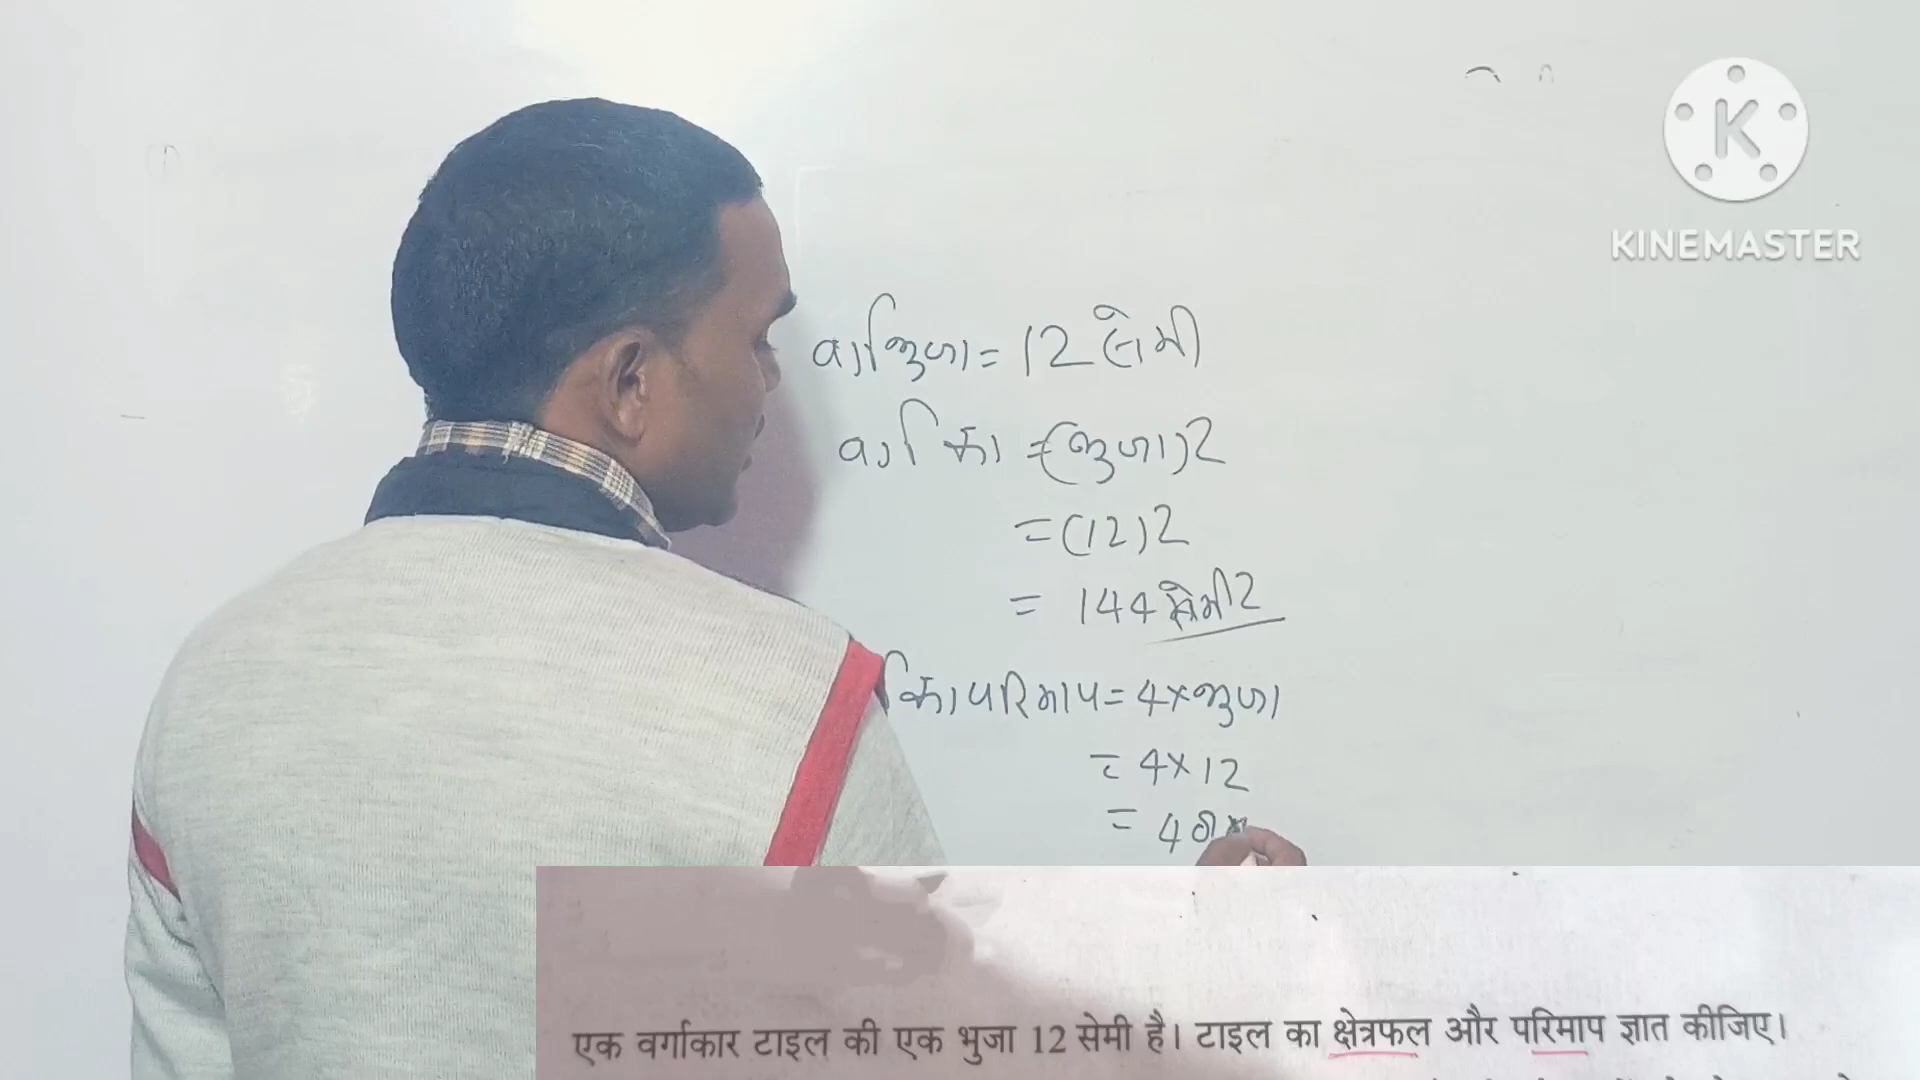 KINEMASTER
वर्ग भुजा = 12 सेमी
वर्ग का = (भुजा)2
= (12)2
= 144 सेमी2
का परिमाप = 4×भुजा
= 4×12
= 48
एक वर्गाकार टाइल की एक भुजा 12 सेमी है। टाइल का क्षेत्रफल और परिमाप ज्ञात कीजिए।